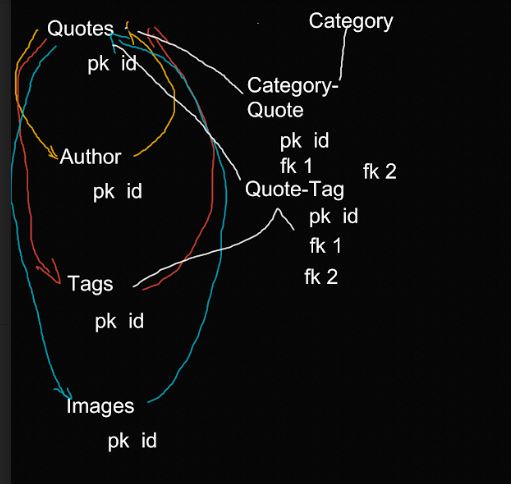 Quotes
pk id
Author
pk id
Tags
pk id
Images
pk id
Category
Category-
Quote
pk id
fk 1
fk 2
Quote-Tag
pk id
fk 1
fk 2